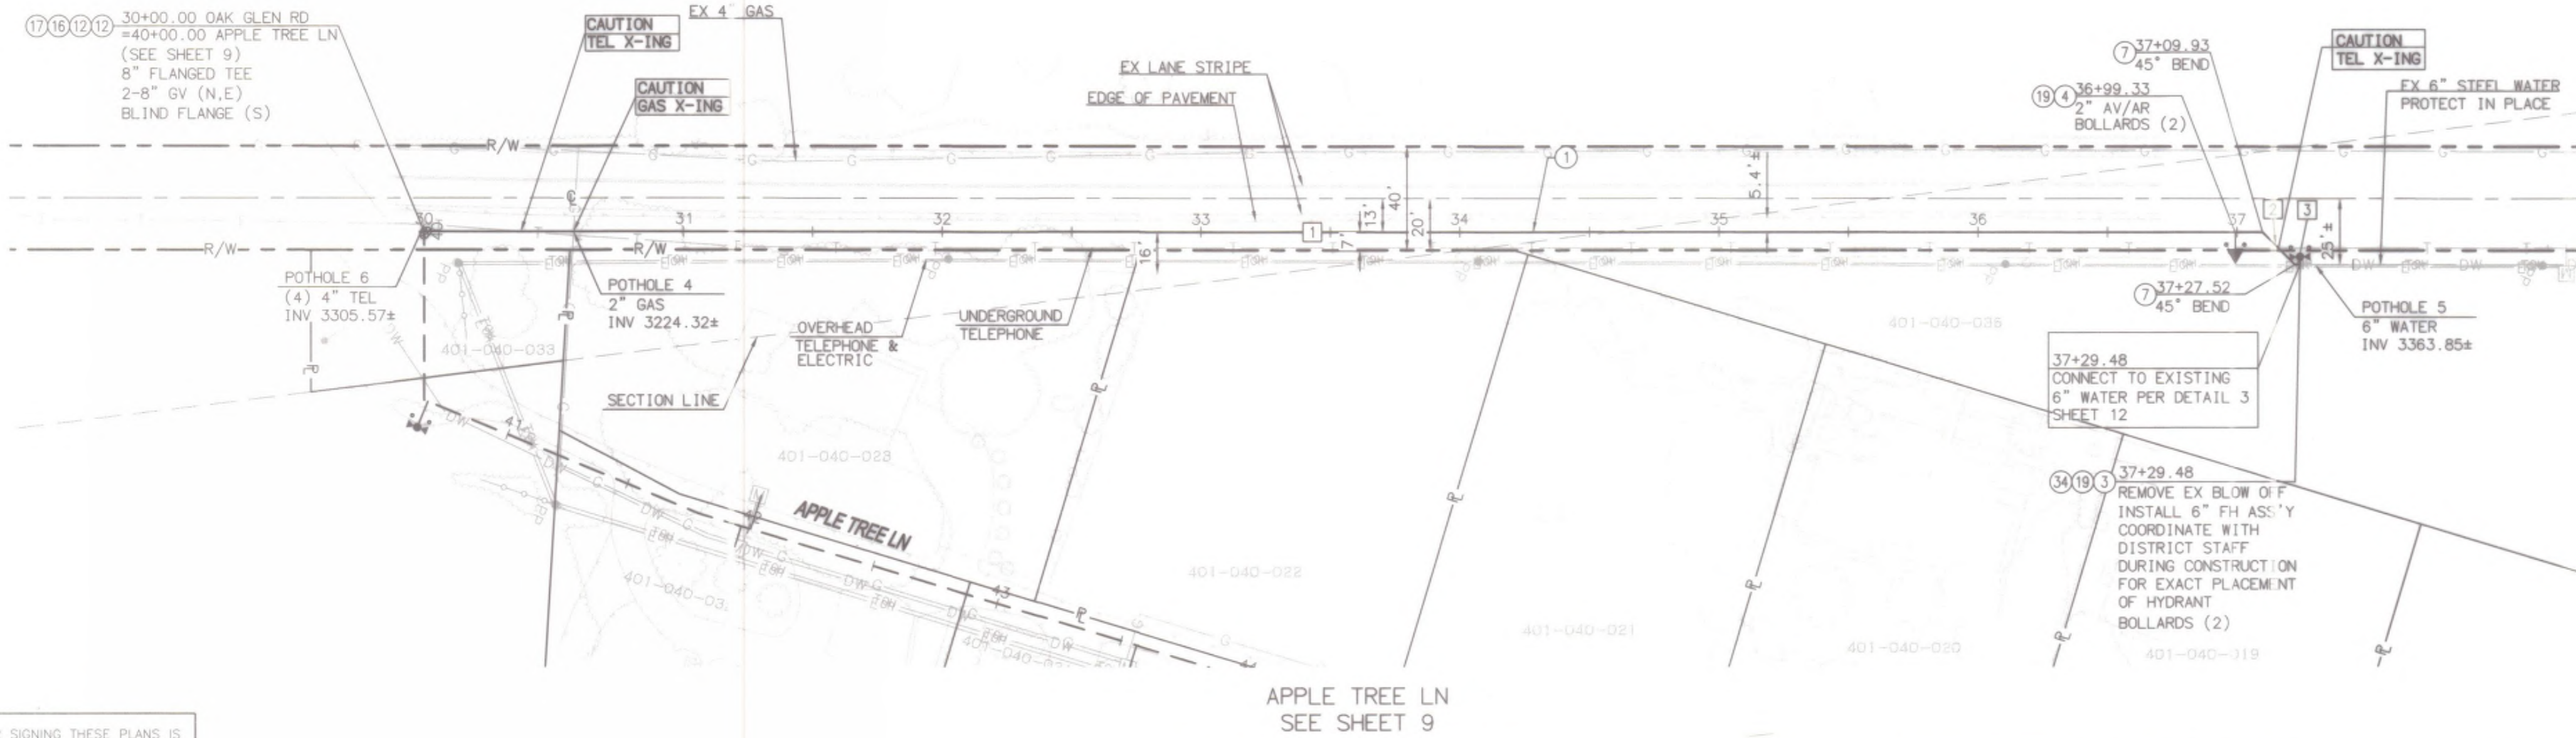 17 16 12 12
30+00.00 OAK GLEN RD
=40+00.00 APPLE TREE LN
(SEE SHEET 9)
8" FLANGED TEE
2-8" GV (N,E)
BLIND FLANGE (S)
CAUTION
TEL X-ING
EX 4" GAS
CAUTION
GAS X-ING
EX LANE STRIPE
EDGE OF PAVEMENT
7
37+09.93
45° BEND
19 4
36+99.33
2" AV/AR
BOLLARDS (2)
CAUTION
TEL X-ING
EX 6" STEEL WATER
PROTECT IN PLACE
R/W
1
5.4'±
40'
13'
20'
7'
16'
25'±
30 31 32 33 34 35 36 37
40
1
2
3
R/W
R/W
POTHOLE 6
(4) 4" TEL
INV 3305.57±
POTHOLE 4
2" GAS
INV 3224.32±
OVERHEAD
TELEPHONE &
ELECTRIC
UNDERGROUND
TELEPHONE
SECTION LINE
7
37+27.52
45° BEND
POTHOLE 5
6" WATER
INV 3363.85±
37+29.48
CONNECT TO EXISTING
6" WATER PER DETAIL 3
SHEET 12
34 19 3
37+29.48
REMOVE EX BLOW OFF
INSTALL 6" FH ASS'Y
COORDINATE WITH
DISTRICT STAFF
DURING CONSTRUCTION
FOR EXACT PLACEMENT
OF HYDRANT
BOLLARDS (2)
401-040-033
401-040-023
401-040-022
401-040-021
401-040-020
401-040-019
41
42
43
APPLE TREE LN
APPLE TREE LN
SEE SHEET 9
SIGNING THESE PLANS IS